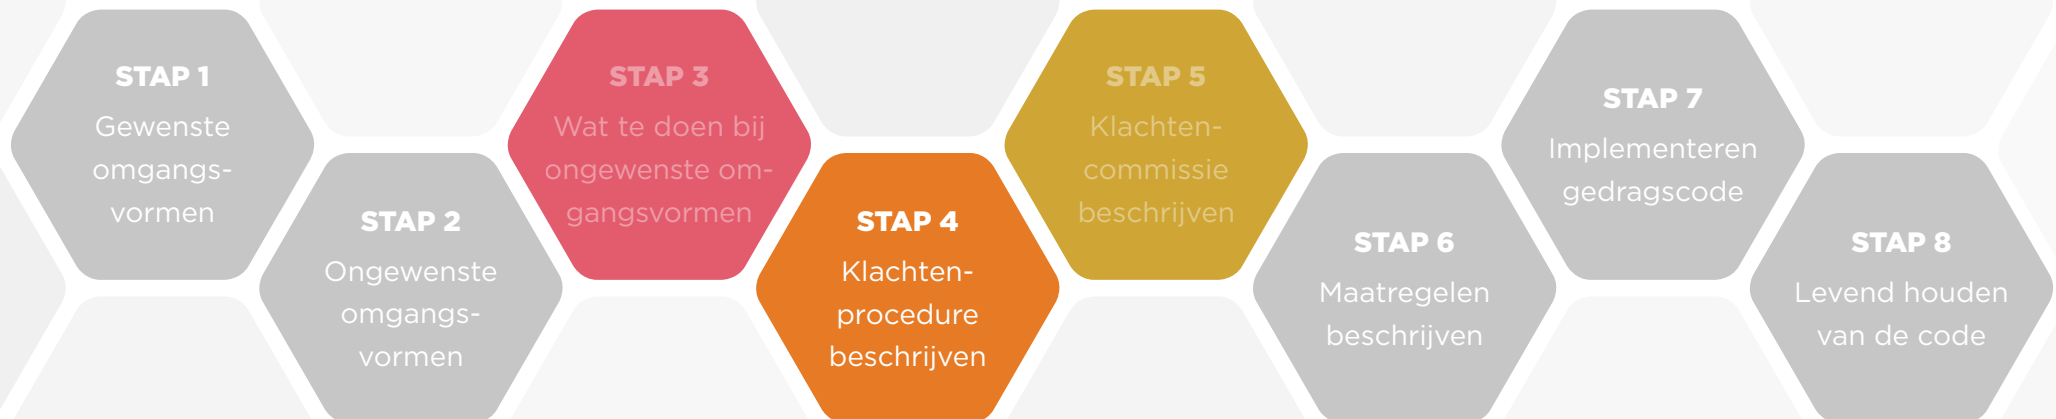 STAP 1
Gewenste
omgangs-
vormen
STAP 2
Ongewenste
omgangs-
vormen
STAP 3
Wat te doen bij
ongewenste om-
gangsvormen
STAP 4
Klachten-
procedure
beschrijven
STAP 5
Klachten-
commissie
beschrijven
STAP 6
Maatregelen
beschrijven
STAP 7
Implementeren
gedragscode
STAP 8
Levend houden
van de code